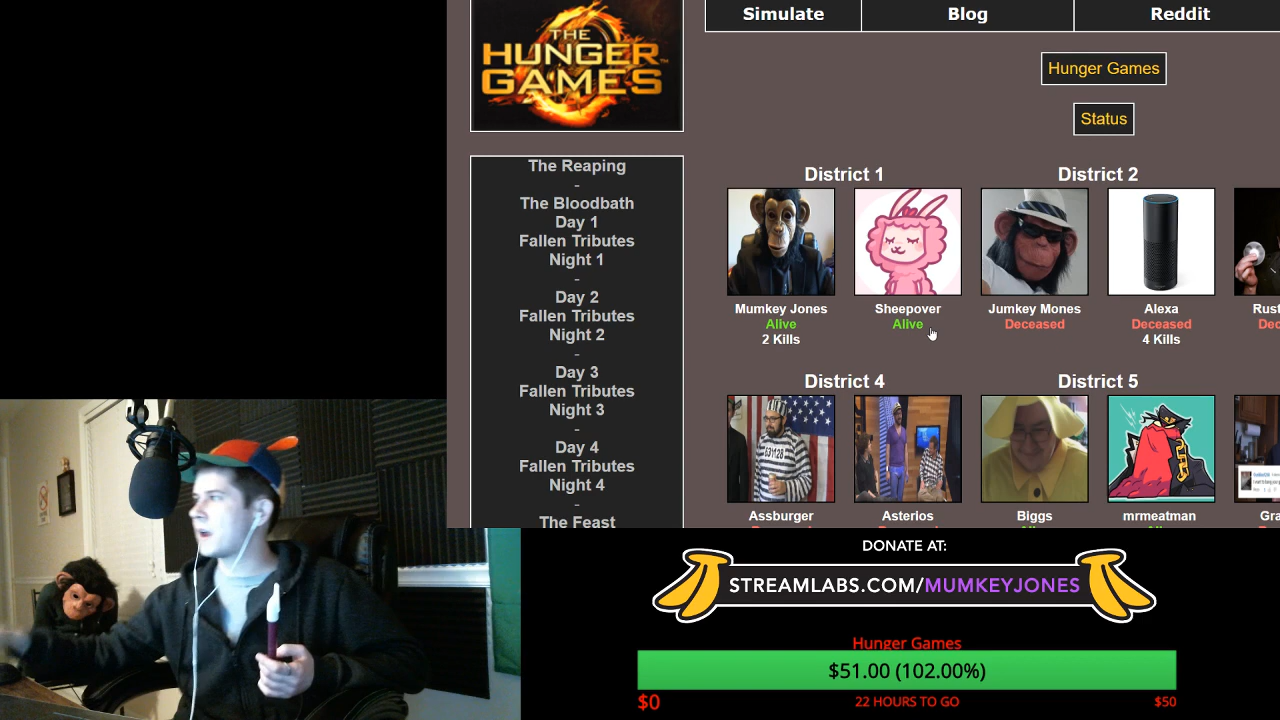 THE
HUNGER
GAMES
Simulate
Blog
Reddit
Hunger Games
Status
The Reaping
-
The Bloodbath
Day 1
Fallen Tributes
Night 1
-
Day 2
Fallen Tributes
Night 2
-
Day 3
Fallen Tributes
Night 3
-
Day 4
Fallen Tributes
Night 4
-
The Feast
District 1
District 2
Mumkey Jones
Alive
2 Kills
Sheepover
Alive
Jumkey Mones
Deceased
Alexa
Deceased
4 Kills
Rust
Dec
District 4
District 5
Assburger
Asterios
Biggs
mrmeatman
Gra
DONATE AT:
STREAMLABS.COM/MUMKEYJONES
Hunger Games
$51.00 (102.00%)
$0
22 HOURS TO GO
$50